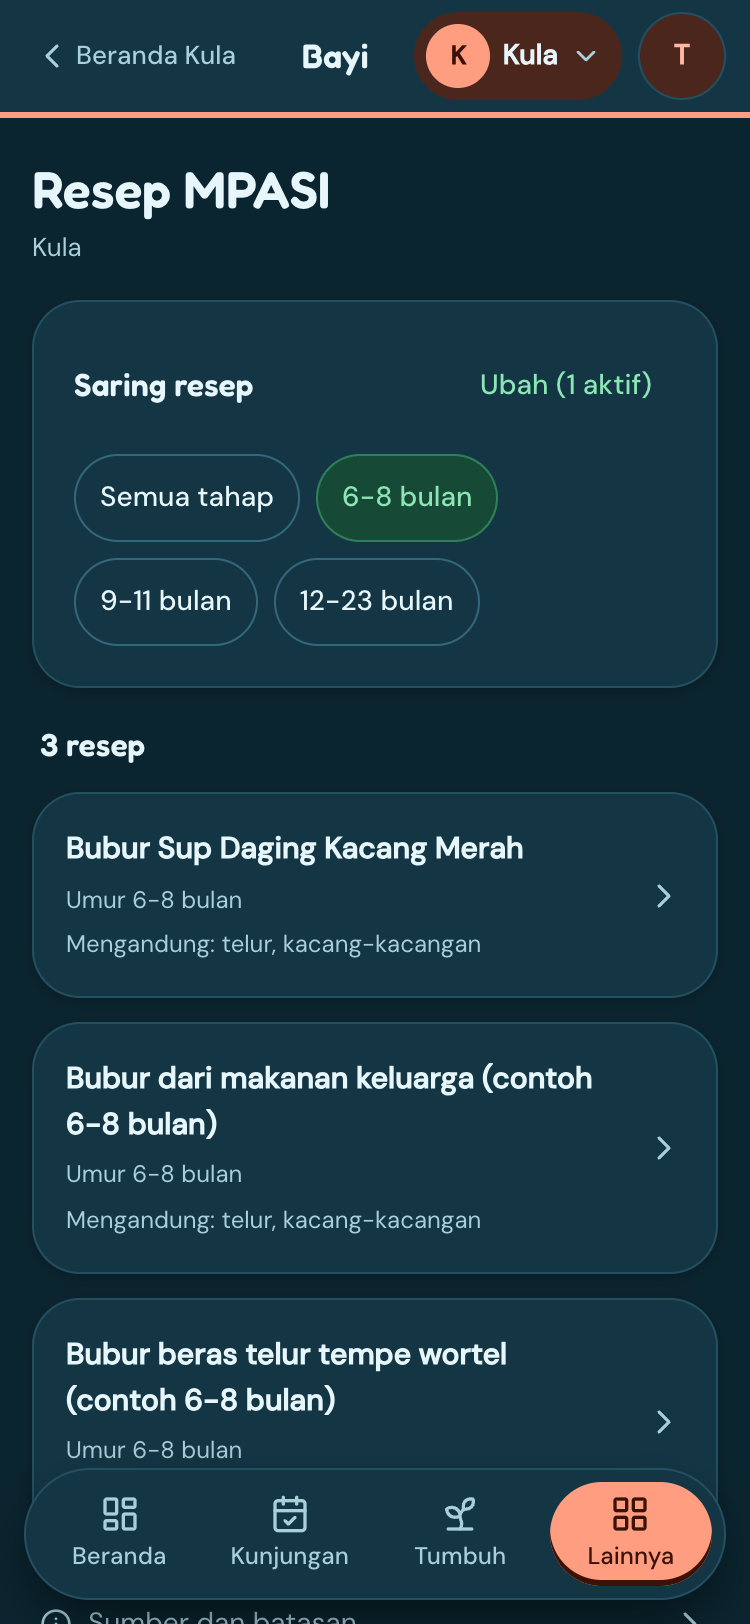 Beranda Kula
Bayi
K
Kula
T
Resep MPASI
Kula
Saring resep
Ubah (1 aktif)
Semua tahap
6-8 bulan
9-11 bulan
12-23 bulan
3 resep
Bubur Sup Daging Kacang Merah
Umur 6-8 bulan
Mengandung: telur, kacang-kacangan
Bubur dari makanan keluarga (contoh
6-8 bulan)
Umur 6-8 bulan
Mengandung: telur, kacang-kacangan
Bubur beras telur tempe wortel
(contoh 6-8 bulan)
Umur 6-8 bulan
Beranda
Kunjungan
Tumbuh
Lainnya
Sumber dan batasan